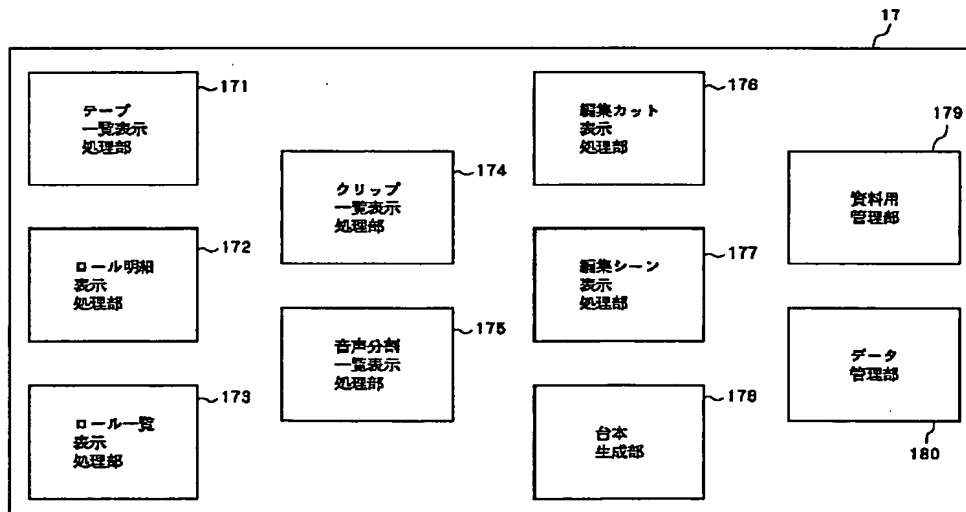 17
テープ
一覧表示
処理部
171
ロール明細
表示
処理部
172
ロール一覧
表示
処理部
173
クリップ
一覧表示
処理部
174
音声分割
一覧表示
処理部
175
編集カット
表示
処理部
176
編集シーン
表示
処理部
177
台本
生成部
178
資料用
管理部
179
データ
管理部
180